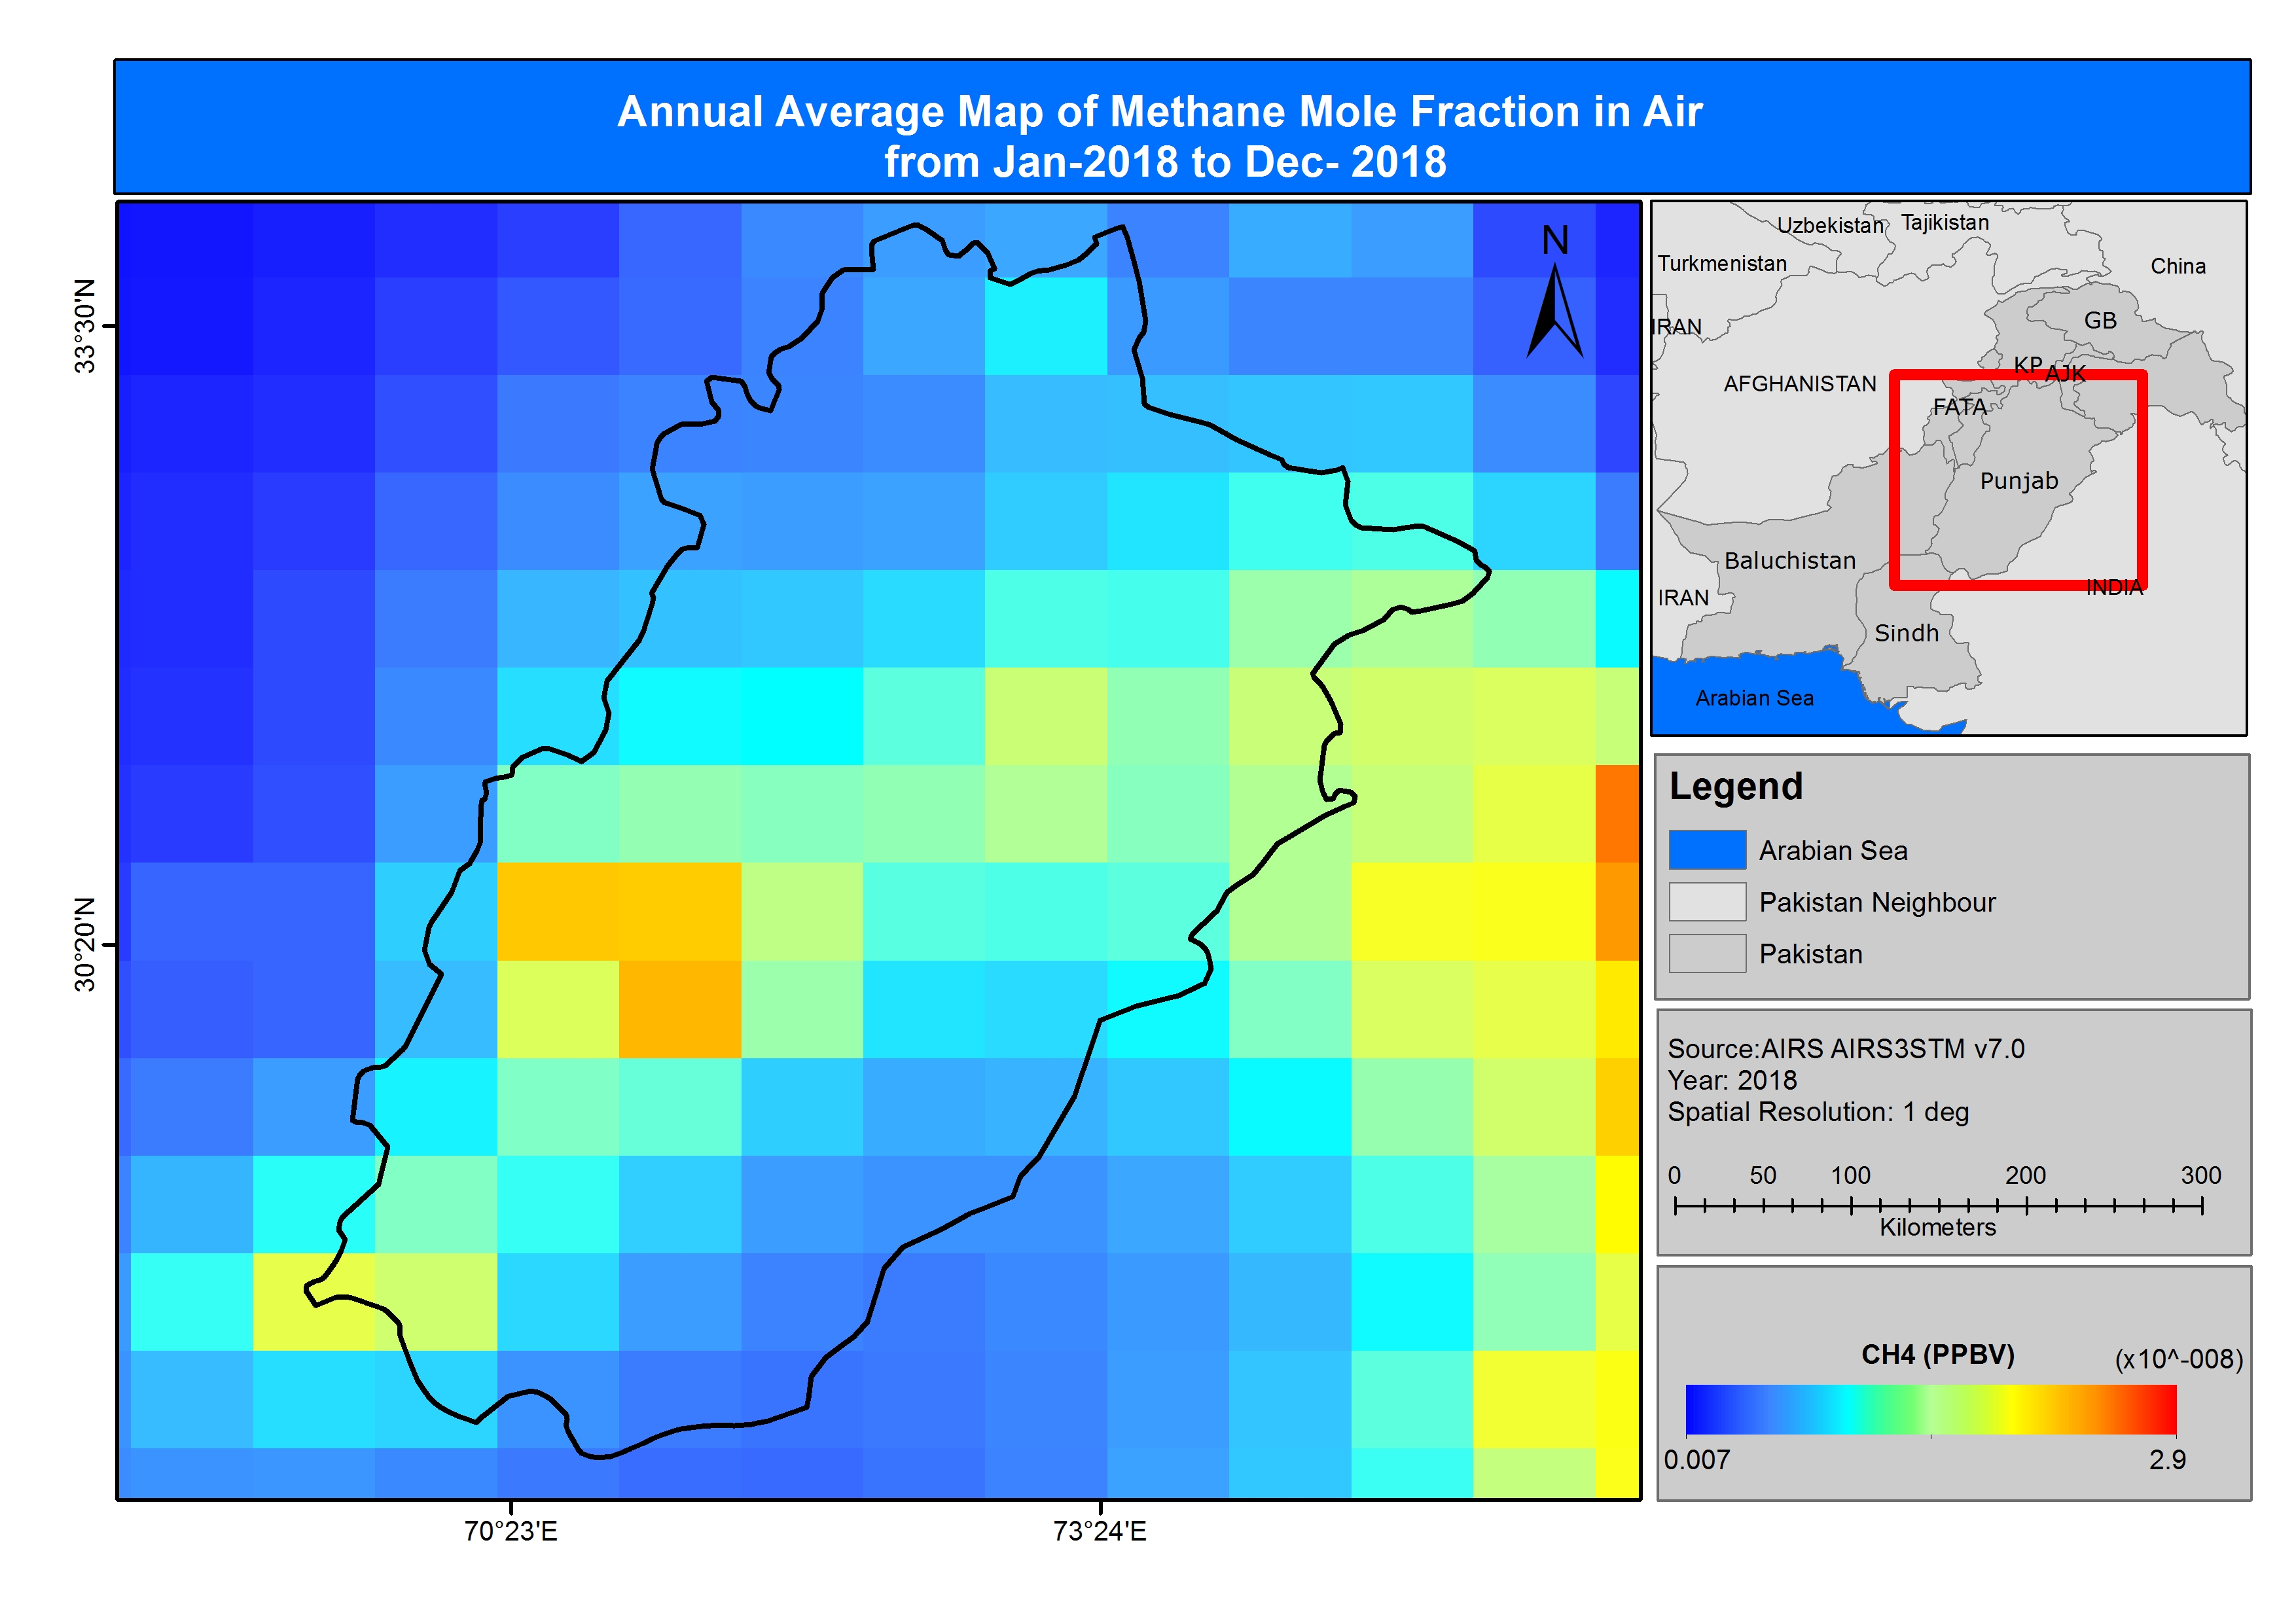 Annual Average Map of Methane Mole Fraction in Air
from Jan-2018 to Dec- 2018
33°30'N
30°20'N
70°23'E
73°24'E
N
Uzbekistan
Tajikistan
Turkmenistan
China
IRAN
GB
KP
AJK
AFGHANISTAN
FATA
Punjab
Baluchistan
INDIA
IRAN
Sindh
Arabian Sea
Legend
Arabian Sea
Pakistan Neighbour
Pakistan
Source:AIRS AIRS3STM v7.0
Year: 2018
Spatial Resolution: 1 deg
0 50 100 200 300
Kilometers
CH4 (PPBV) (x10^-008)
0.007 2.9